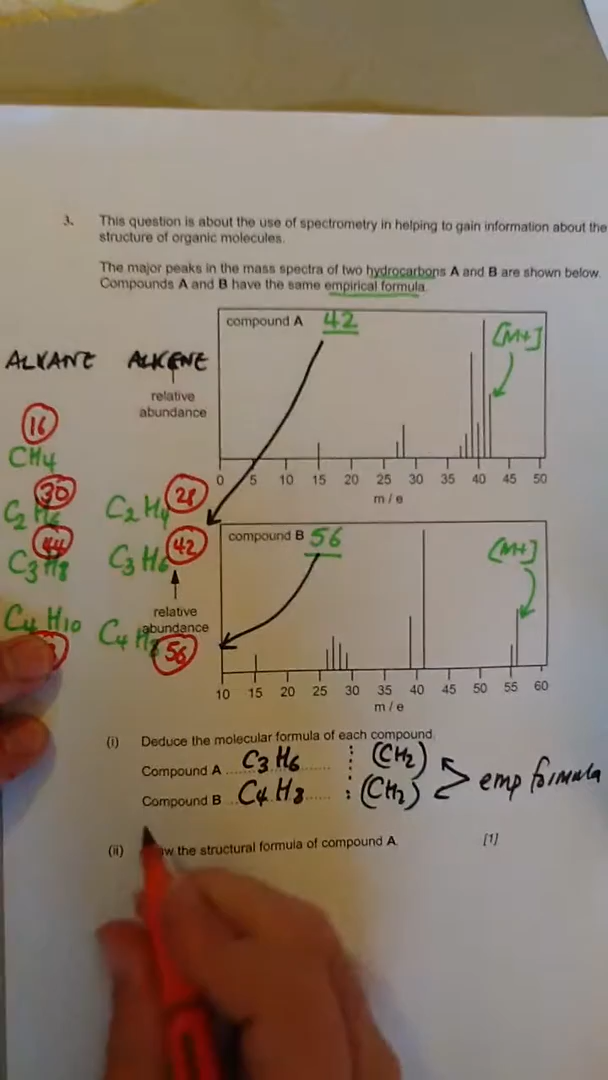 3. This question is about the use of spectrometry in helping to gain information about the
structure of organic molecules.
The major peaks in the mass spectra of two hydrocarbons A and B are shown below.
Compounds A and B have the same empirical formula.
compound A 42
[M+]
ALKANE ALKENE
relative
abundance
16
CH4
0 5 10 15 20 25 30 35 40 45 50
m / e
30
C2H6
C2H4 28
compound B 56
[M+]
44
C3H8
C3H6 42
relative
abundance
C4H10
C4H8 56
10 15 20 25 30 35 40 45 50 55 60
m / e
(i) Deduce the molecular formula of each compound.
Compound A C3H6 : (CH2)
Compound B C4H8 : (CH2)
emp formula
(ii) the structural formula of compound A.
[1]